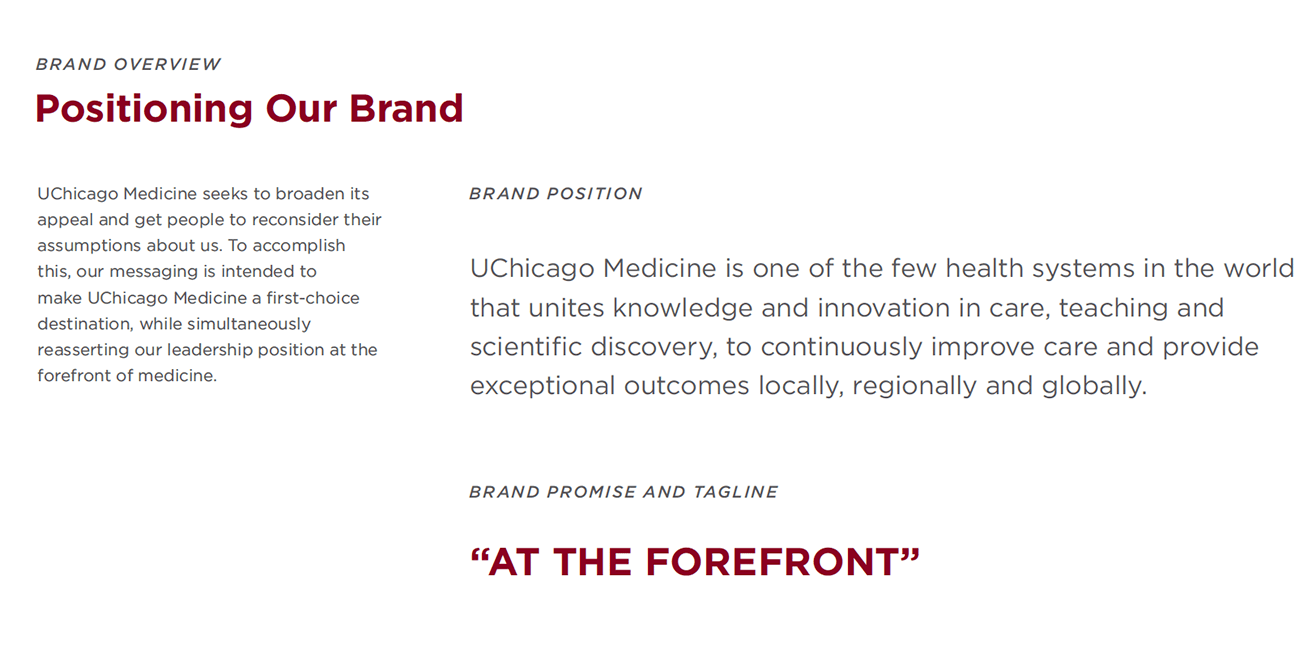 BRAND OVERVIEW
Positioning Our Brand
UChicago Medicine seeks to broaden its
appeal and get people to reconsider their
assumptions about us. To accomplish
this, our messaging is intended to
make UChicago Medicine a first-choice
destination, while simultaneously
reasserting our leadership position at the
forefront of medicine.
BRAND POSITION
UChicago Medicine is one of the few health systems in the world
that unites knowledge and innovation in care, teaching and
scientific discovery, to continuously improve care and provide
exceptional outcomes locally, regionally and globally.
BRAND PROMISE AND TAGLINE
“AT THE FOREFRONT”